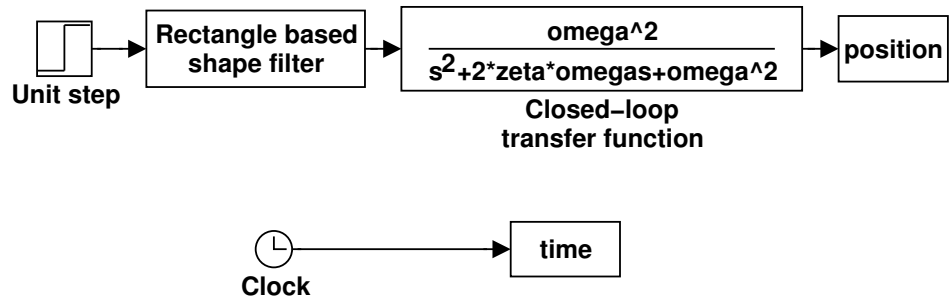 Unit step
Rectangle based
shape filter
omega^2
s²+2*zeta*omegas+omega^2
Closed−loop
transfer function
position
Clock
time